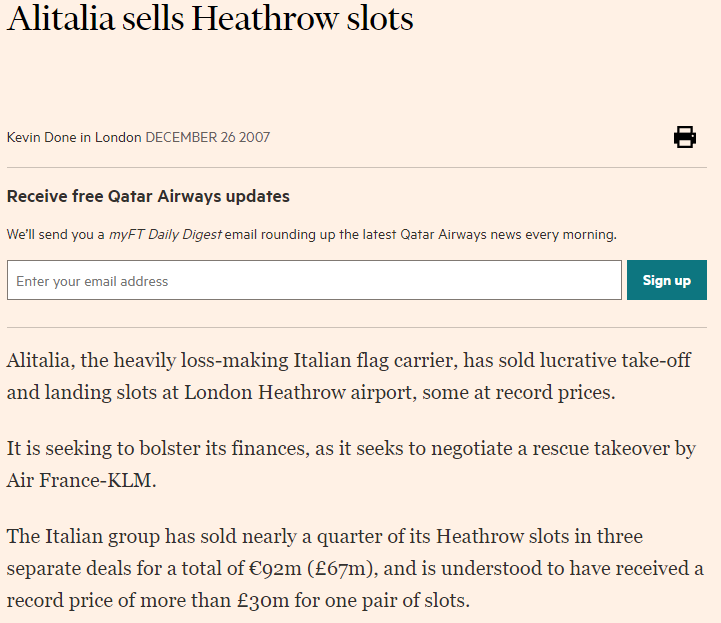 Alitalia sells Heathrow slots
Kevin Done in London DECEMBER 26 2007
Receive free Qatar Airways updates
We'll send you a myFT Daily Digest email rounding up the latest Qatar Airways news every morning.
Enter your email address
Sign up
Alitalia, the heavily loss-making Italian flag carrier, has sold lucrative take-off
and landing slots at London Heathrow airport, some at record prices.
It is seeking to bolster its finances, as it seeks to negotiate a rescue takeover by
Air France-KLM.
The Italian group has sold nearly a quarter of its Heathrow slots in three
separate deals for a total of €92m (£67m), and is understood to have received a
record price of more than £30m for one pair of slots.